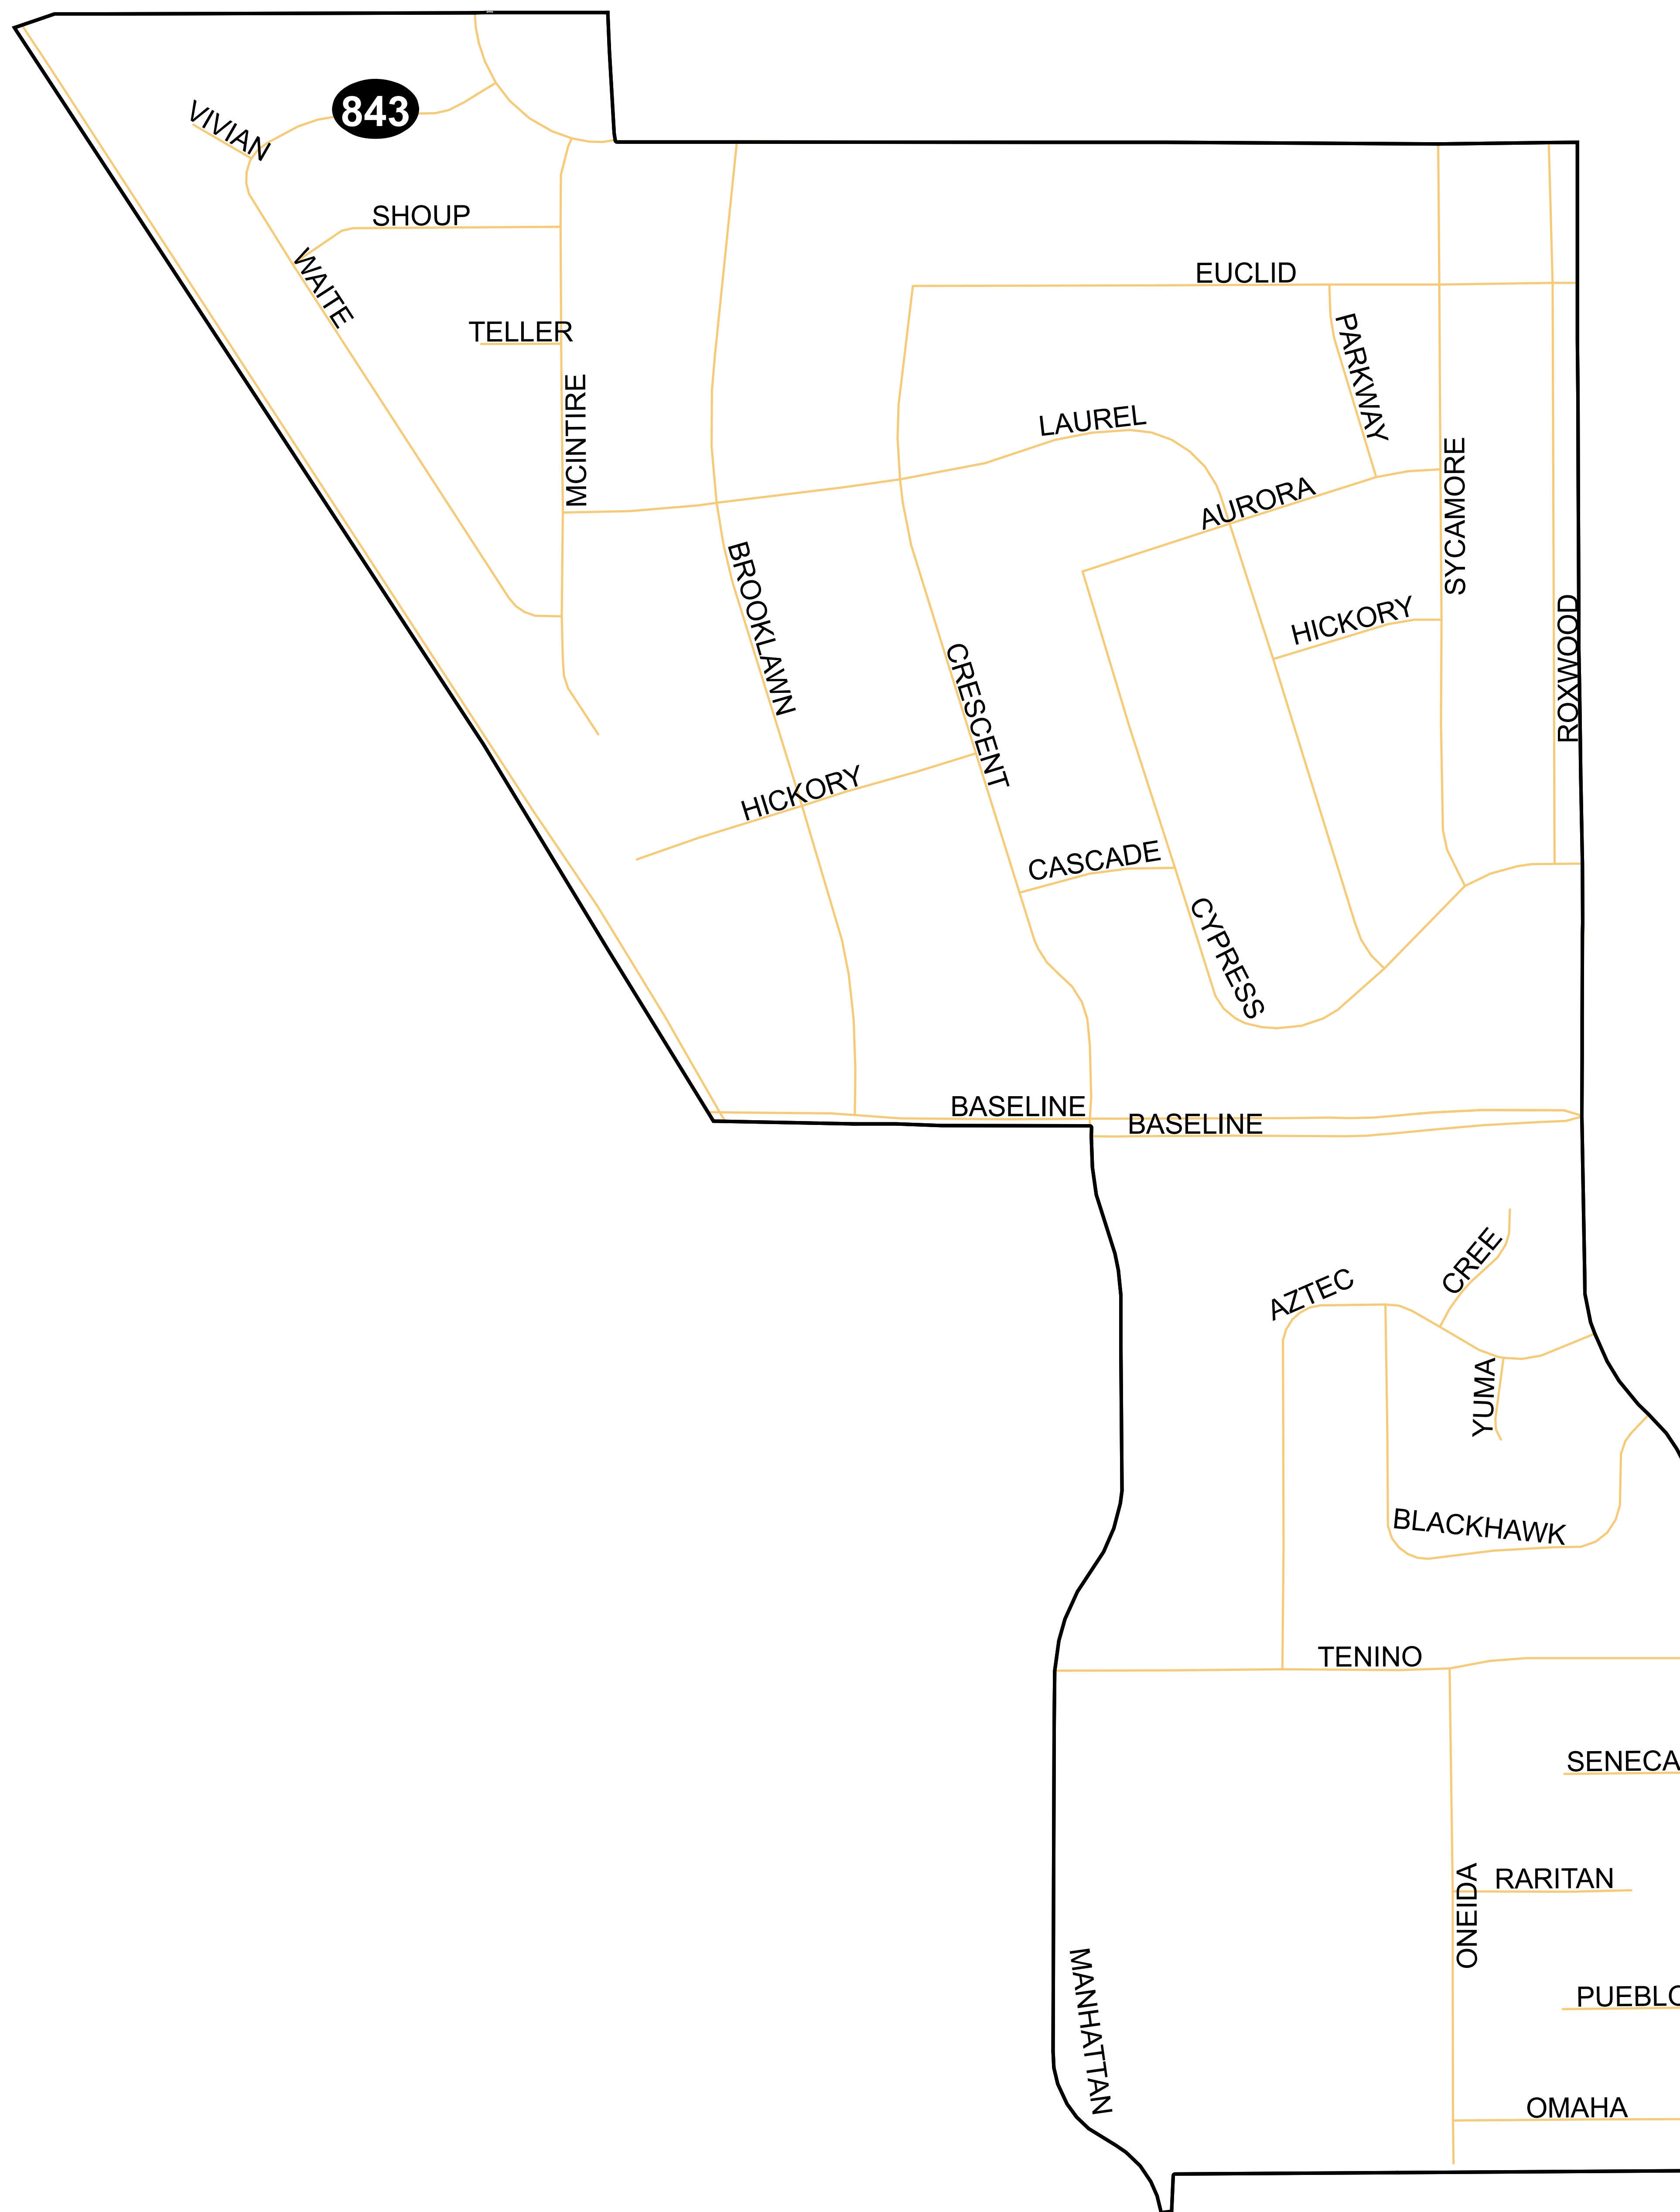 VIVIAN
843
SHOUP
WAITE
EUCLID
TELLER
PARKWAY
MCINTIRE
LAUREL
SYCAMORE
AURORA
BROOKLAWN
HICKORY
ROXWOOD
CRESCENT
HICKORY
CASCADE
CYPRESS
BASELINE
BASELINE
CREE
AZTEC
YUMA
BLACKHAWK
TENINO
SENECA
ONEIDA
RARITAN
MANHATTAN
PUEBLO
OMAHA